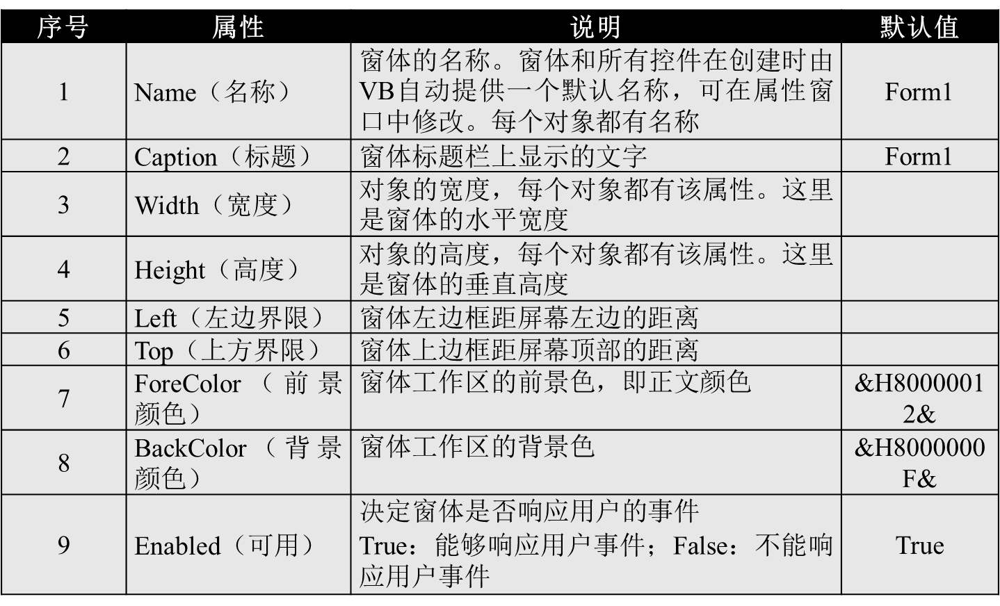 序号 属性 说明 默认值
1 Name（名称） 窗体的名称。窗体和所有控件在创建时由 Form1
VB自动提供一个默认名称，可在属性窗
口中修改。每个对象都有名称
2 Caption（标题） 窗体标题栏上显示的文字 Form1
3 Width（宽度） 对象的宽度，每个对象都有该属性。这里
是窗体的水平宽度
4 Height（高度） 对象的高度，每个对象都有该属性。这里
是窗体的垂直高度
5 Left（左边界限） 窗体左边框距屏幕左边的距离
6 Top（上方界限） 窗体上边框距屏幕顶部的距离
7 ForeColor（前景 窗体工作区的前景色，即正文颜色 &H8000001
颜色） 2&
8 BackColor（背景 窗体工作区的背景色 &H8000000
颜色） F&
9 Enabled（可用） 决定窗体是否响应用户的事件 True
True：能够响应用户事件；False：不能响
应用户事件